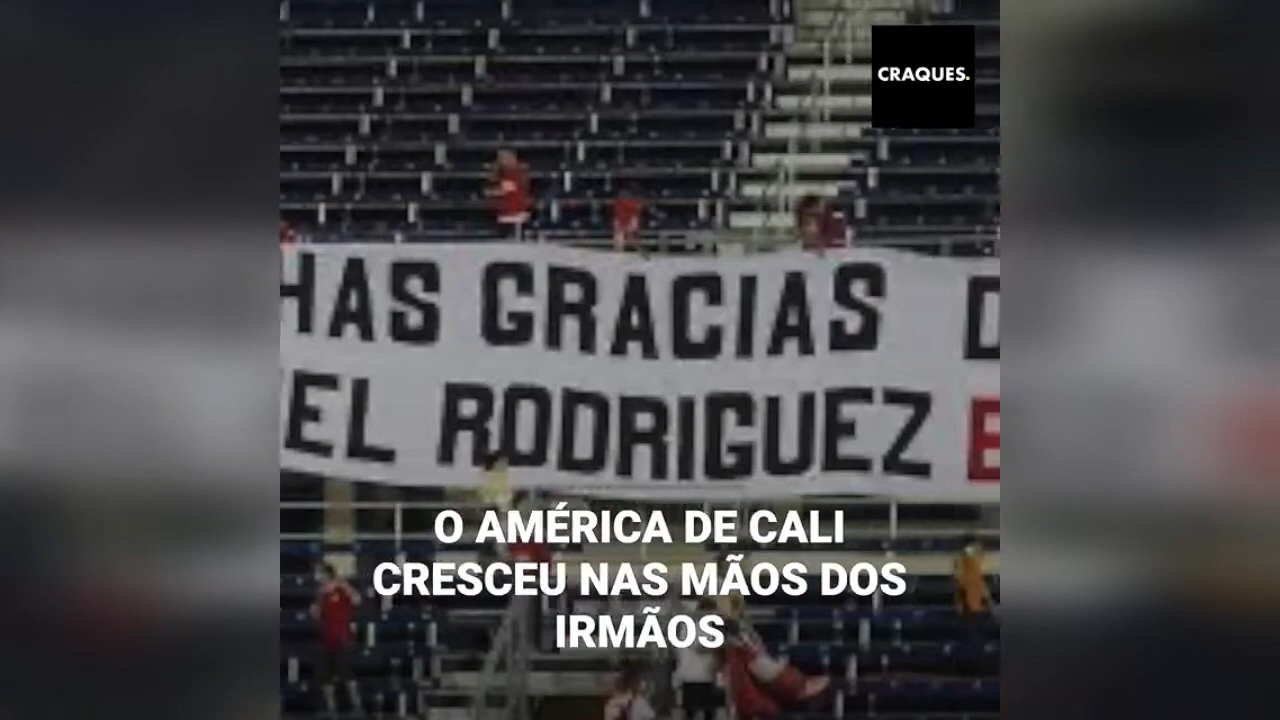 CRAQUES.
HAS GRACIAS
EL RODRIGUEZ
O AMÉRICA DE CALI
CRESCEU NAS MÃOS DOS
IRMÃOS